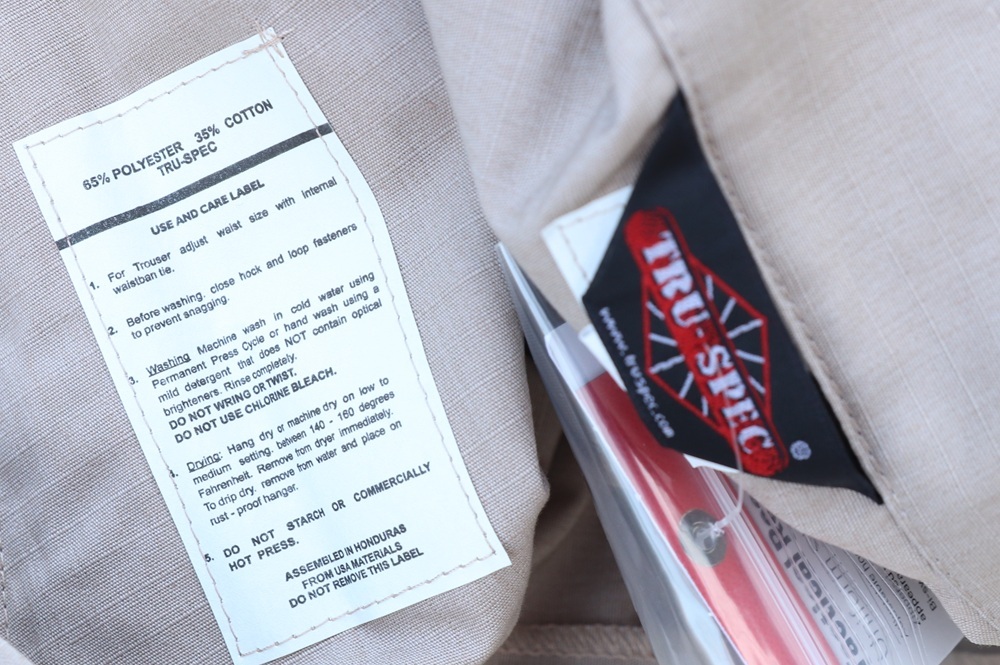 65% POLYESTER 35% COTTON
TRU-SPEC
USE AND CARE LABEL
1. For Trouser adjust waist size with internal
waistban tie.
2. Before washing, close hock and loop fasteners
to prevent snagging.
3. Washing Machine wash in cold water using
Permanent Press Cycle or hand wash using a
mild detergent that does NOT contain optical
brighteners. Rinse completely.
DO NOT WRING OR TWIST.
DO NOT USE CHLORINE BLEACH.
4. Drying: Hang dry or machine dry on low to
medium setting, between 140 - 160 degrees
Fahrenheit. Remove from dryer immediately.
To drip dry, remove from water and place on
rust - proof hanger.
5. DO NOT STARCH OR COMMERCIALLY
HOT PRESS.
ASSEMBLED IN HONDURAS
FROM USA MATERIALS
DO NOT REMOVE THIS LABEL
TRU-SPEC®
www.truspec.com